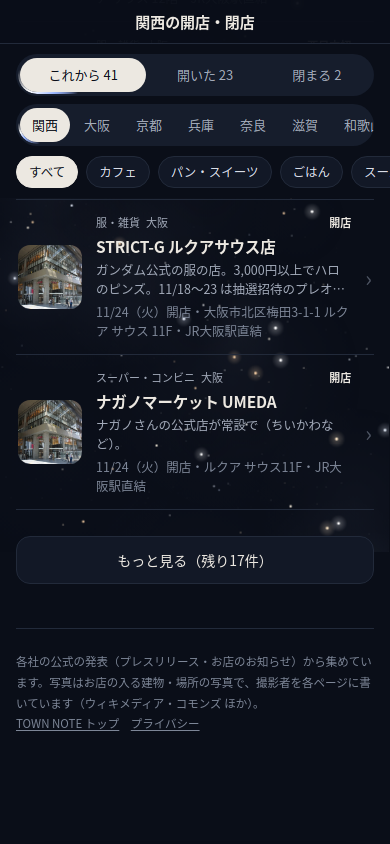 関西の開店・閉店
これから 41
開いた 23
閉まる 2
関西
大阪
京都
兵庫
奈良
滋賀
和歌
すべて
カフェ
パン・スイーツ
ごはん
スー
服・雑貨 大阪
開店
STRICT-G ルクアサウス店
ガンダム公式の服の店。3,000円以上でハロ
のピンズ。11/18〜23 は抽選招待のプレオ…
11/24（火）開店・大阪市北区梅田3-1-1 ルク
ア サウス 11F・JR大阪駅直結
スーパー・コンビニ 大阪
開店
ナガノマーケット UMEDA
ナガノさんの公式店が常設で（ちいかわな
ど）。
11/24（火）開店・ルクア サウス11F・JR大
阪駅直結
もっと見る（残り17件）
各社の公式の発表（プレスリリース・お店のお知らせ）から集めてい
ます。写真はお店の入る建物・場所の写真で、撮影者を各ページに書
いています（ウィキメディア・コモンズ ほか）。
TOWN NOTE トップ
プライバシー